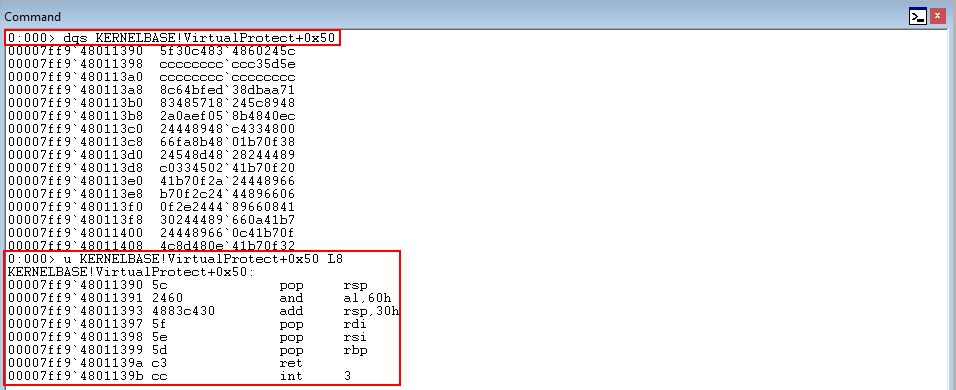 Command
0:000> dqs KERNELBASE!VirtualProtect+0x50
00007ff9`48011390 5f30c483`4860245c
00007ff9`48011398 cccccccc`ccc35d5e
00007ff9`480113a0 cccccccc`cccccccc
00007ff9`480113a8 8c64bfed`38dbaa71
00007ff9`480113b0 83485718`245c8948
00007ff9`480113b8 2a0aef05`8b4840ec
00007ff9`480113c0 24448948`c4334800
00007ff9`480113c8 66fa8b48`01b70f38
00007ff9`480113d0 24548d48`28244489
00007ff9`480113d8 c0334502`41b70f20
00007ff9`480113e0 41b70f2a`24448966
00007ff9`480113e8 b70f2c24`44896606
00007ff9`480113f0 0f2e2444`89660841
00007ff9`480113f8 30244489`660a41b7
00007ff9`48011400 24448966`0c41b70f
00007ff9`48011408 4c8d480e`41b70f32
0:000> u KERNELBASE!VirtualProtect+0x50 L8
KERNELBASE!VirtualProtect+0x50:
00007ff9`48011390 5c pop rsp
00007ff9`48011391 2460 and al,60h
00007ff9`48011393 4883c430 add rsp,30h
00007ff9`48011397 5f pop rdi
00007ff9`48011398 5e pop rsi
00007ff9`48011399 5d pop rbp
00007ff9`4801139a c3 ret
00007ff9`4801139b cc int 3